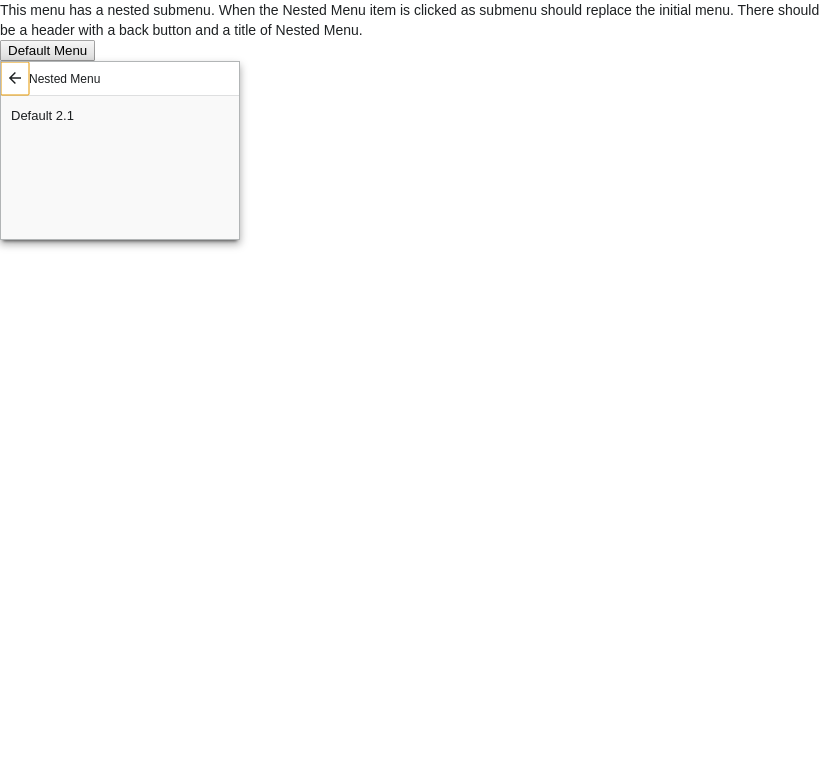 This menu has a nested submenu. When the Nested Menu item is clicked as submenu should replace the initial menu. There should
be a header with a back button and a title of Nested Menu.
Default Menu
Nested Menu
Default 2.1